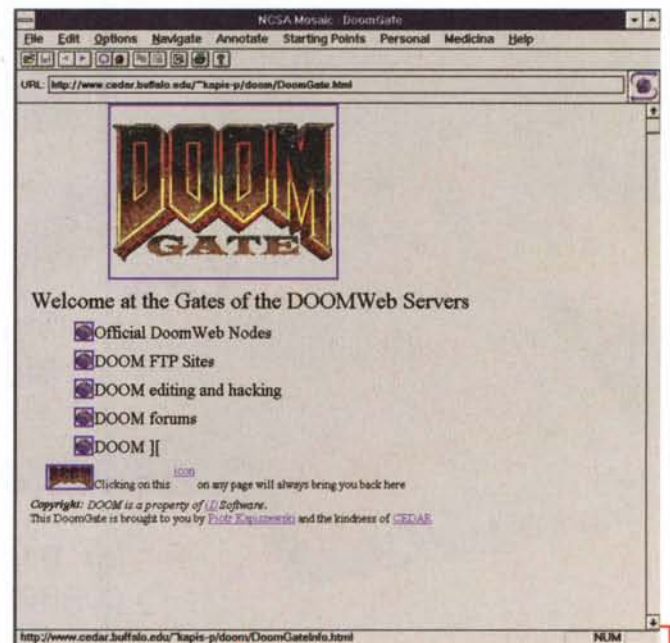 NCSA Mosaic - DoomGate
File Edit Options Navigate Annotate Starting Points Personal Medicina Help
URL: http://www.cedar.buffalo.edu/~kapis-p/doom/DoomGate.html
DOOM
GATE
Welcome at the Gates of the DOOMWeb Servers
Official DoomWeb Nodes
DOOM FTP Sites
DOOM editing and hacking
DOOM forums
DOOM ][
DOOM Clicking on this icon on any page will always bring you back here
Copyright: DOOM is a property of iD Software.
This DoomGate is brought to you by Piotr Kapiszewski and the kindness of CEDAR
http://www.cedar.buffalo.edu/~kapis-p/doom/DoomGateInfo.html NUM